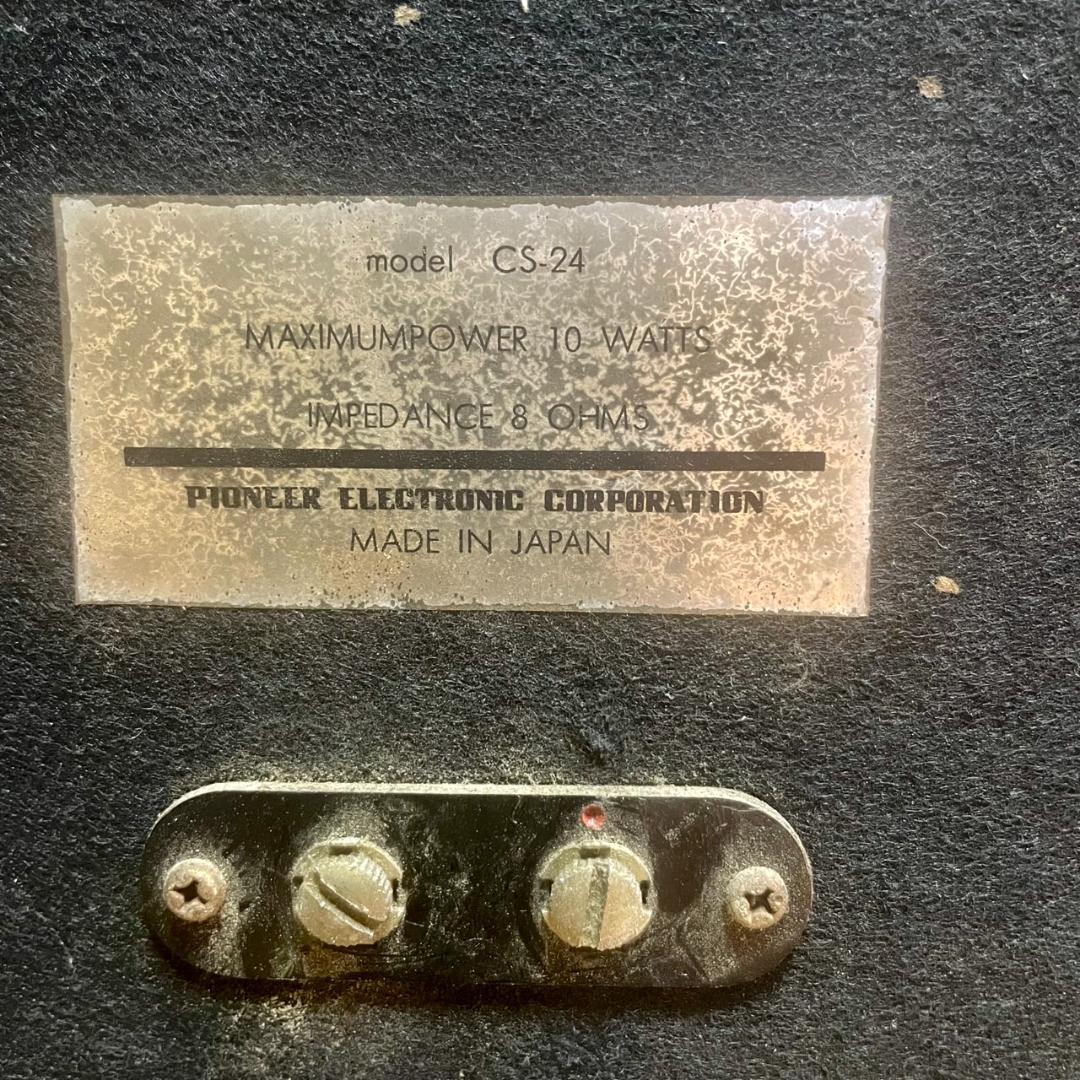 model CS-24
MAXIMUMPOWER 10 WATTS
IMPEDANCE 8 OHMS
PIONEER ELECTRONIC CORPORATION
MADE IN JAPAN